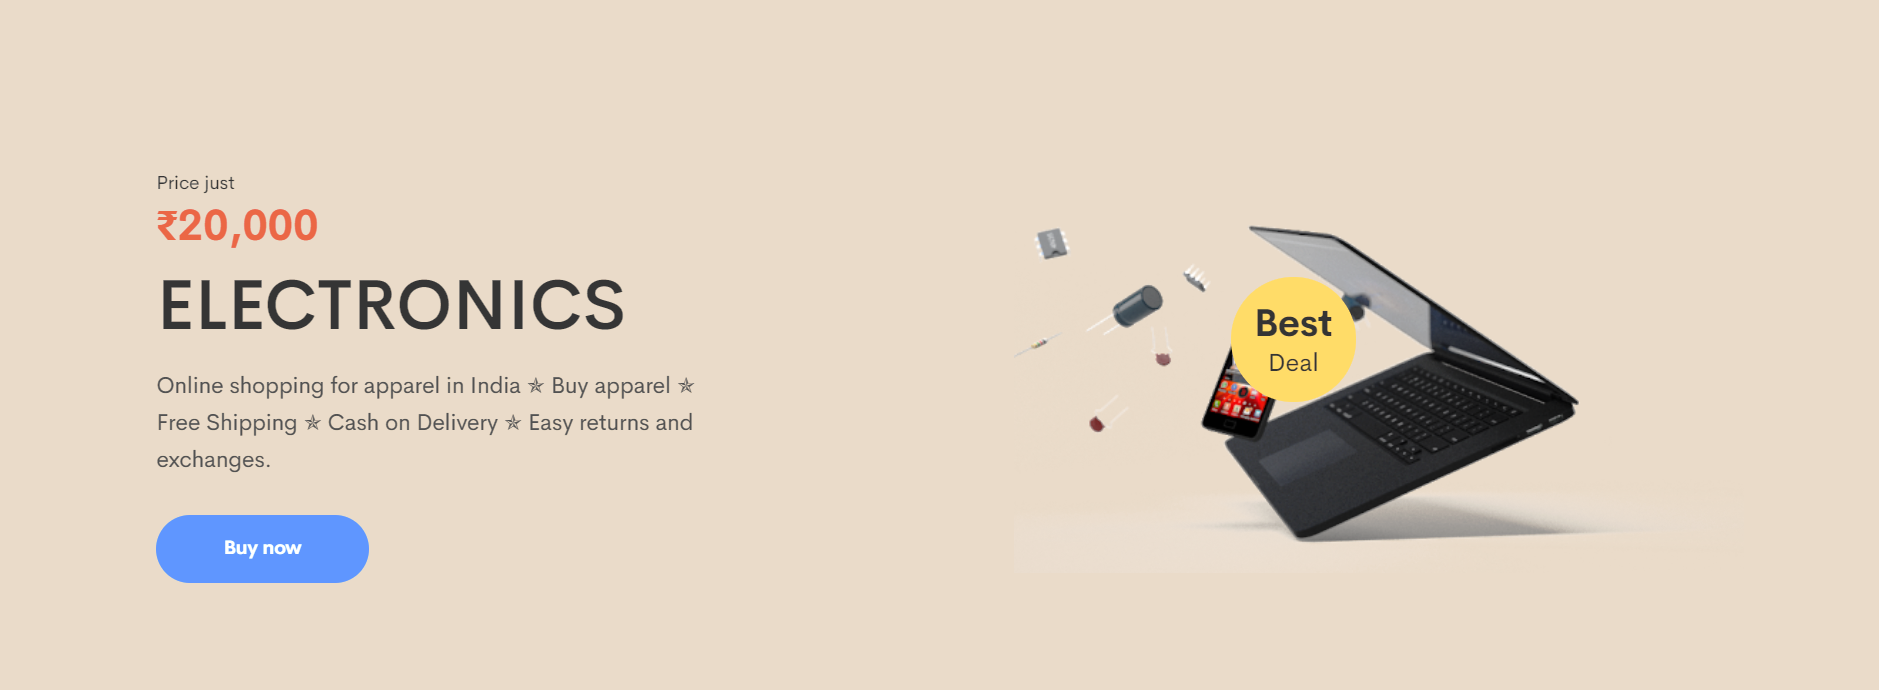 Price just
₹20,000
ELECTRONICS
Online shopping for apparel in India ✯ Buy apparel ✯
Free Shipping ✯ Cash on Delivery ✯ Easy returns and
exchanges.
Buy now
Best
Deal